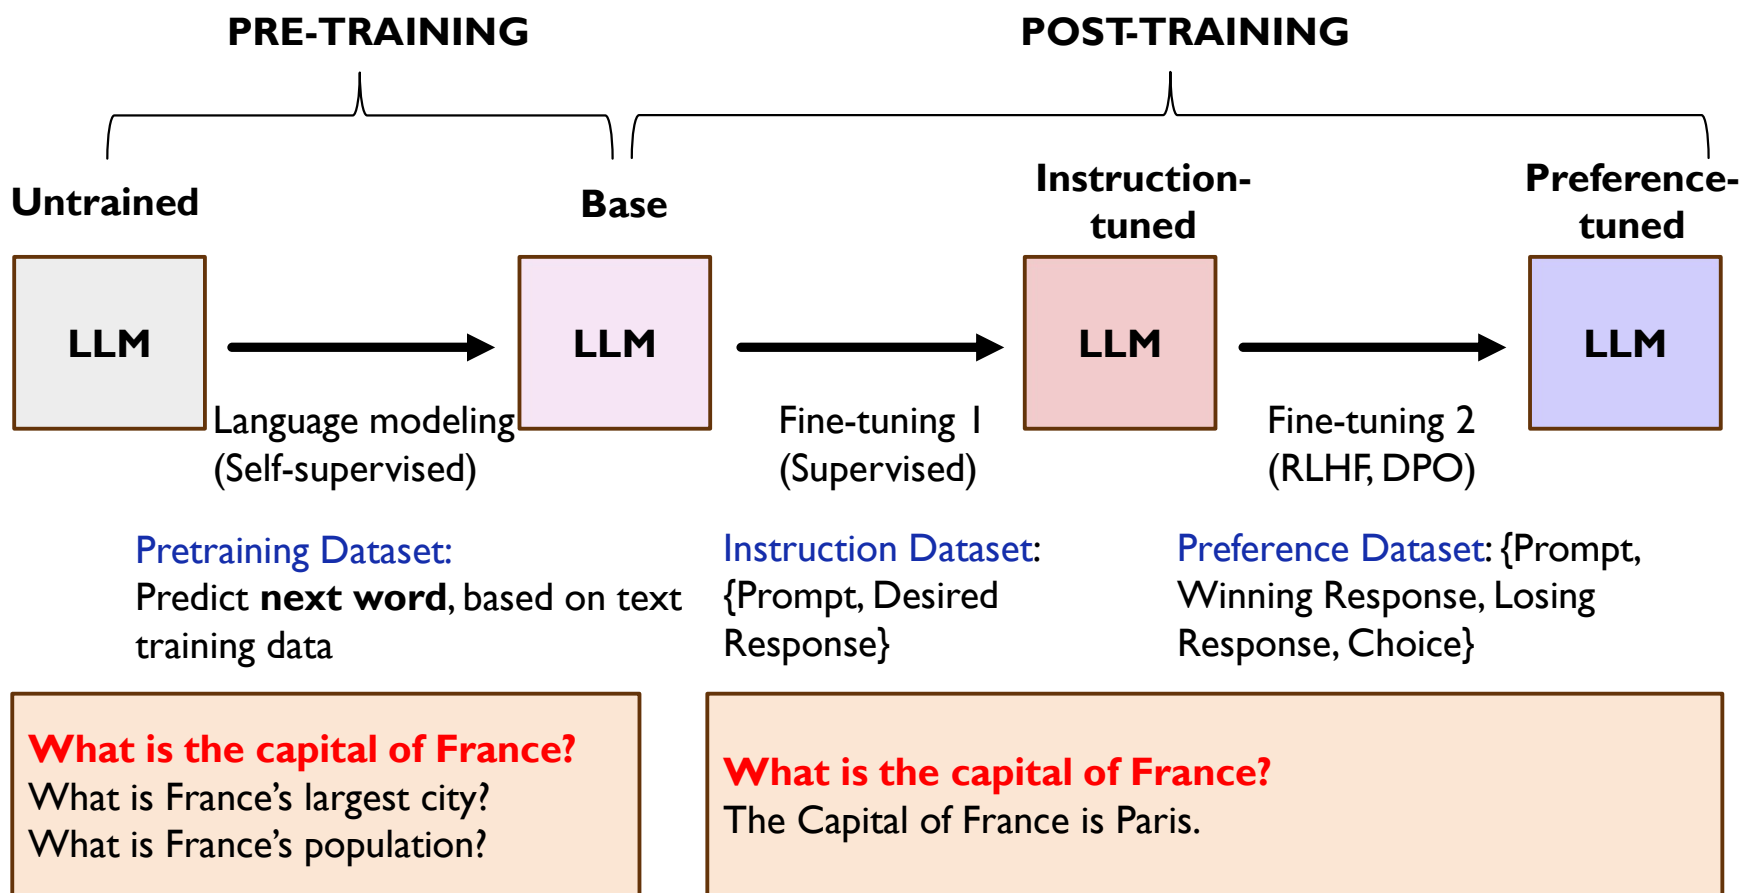 PRE-TRAINING
POST-TRAINING
Untrained
Base
Instruction-
tuned
Preference-
tuned
LLM
LLM
LLM
LLM
Language modeling
(Self-supervised)
Fine-tuning 1
(Supervised)
Fine-tuning 2
(RLHF, DPO)
Pretraining Dataset:
Predict next word, based on text
training data
Instruction Dataset:
{Prompt, Desired
Response}
Preference Dataset: {Prompt,
Winning Response, Losing
Response, Choice}
What is the capital of France?
What is France’s largest city?
What is France’s population?
What is the capital of France?
The Capital of France is Paris.